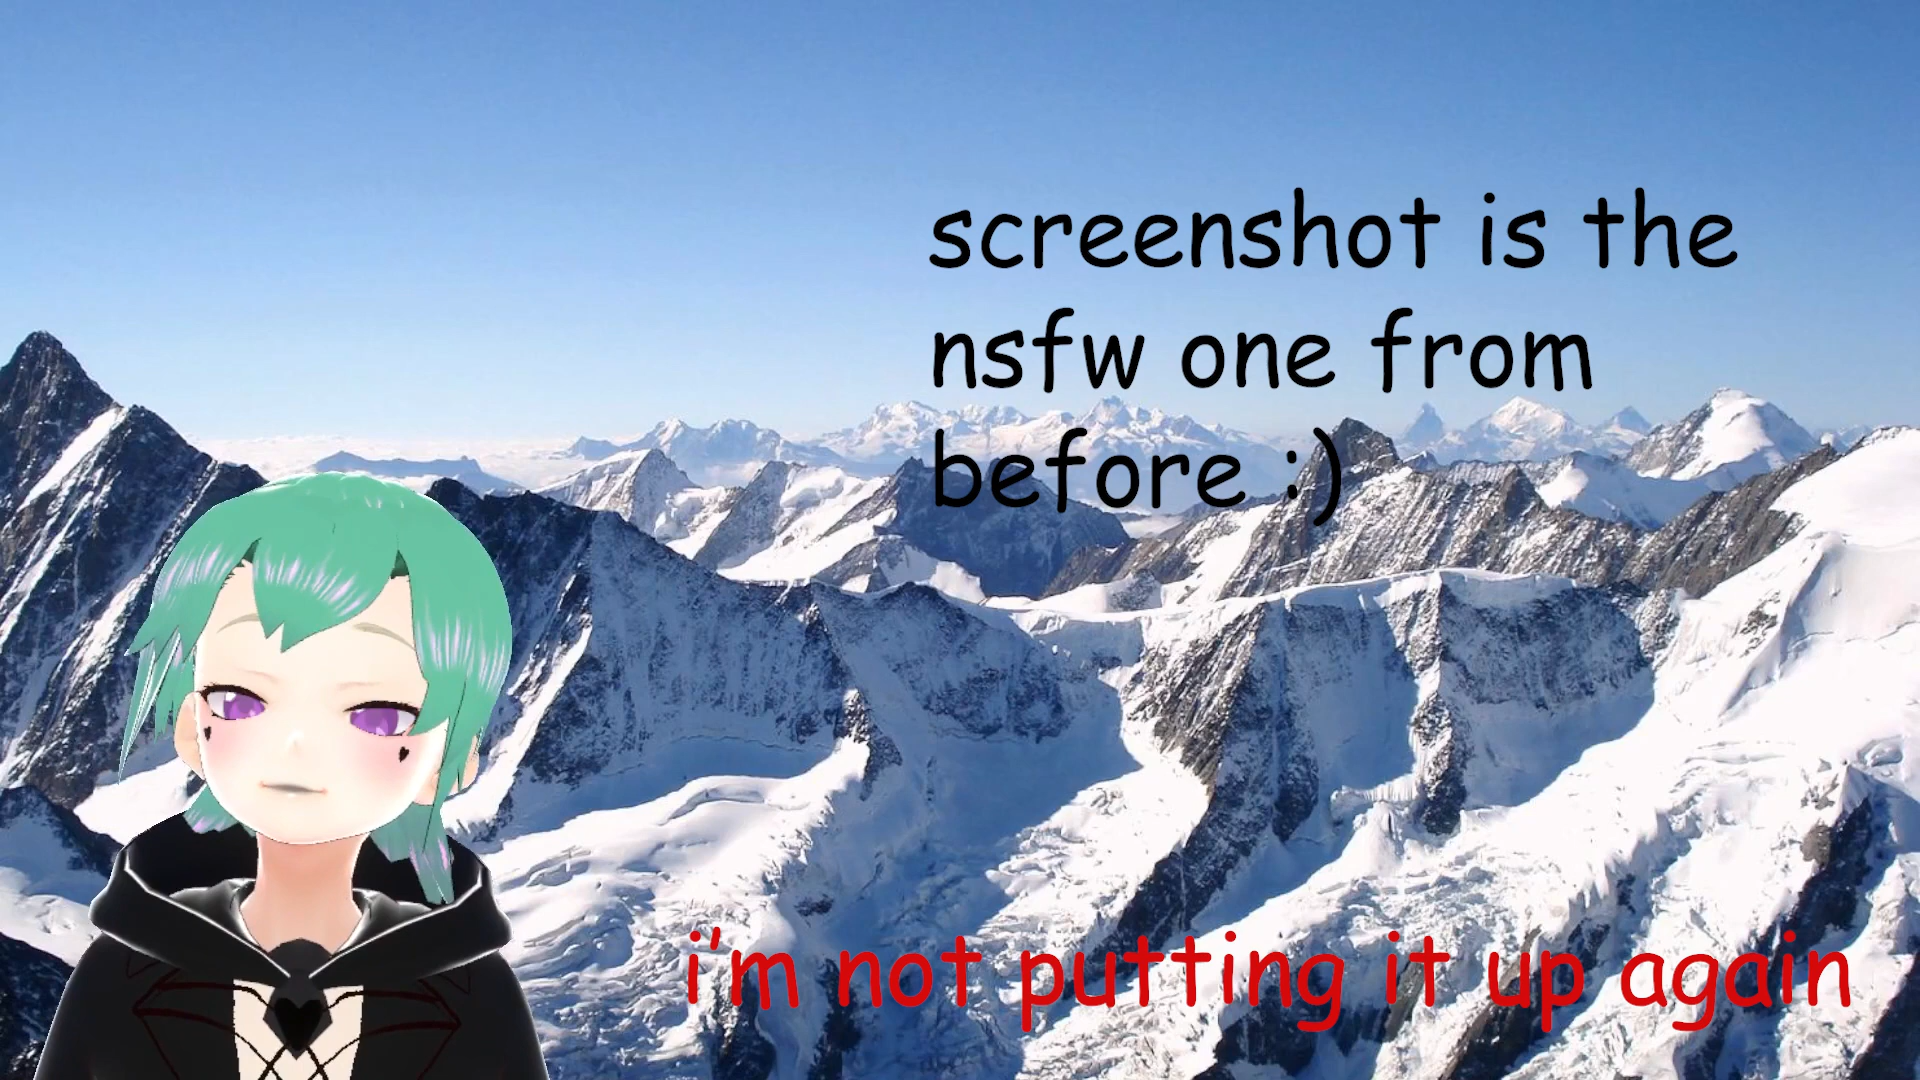 screenshot is the
nsfw one from
before :)
i'm not putting it up again